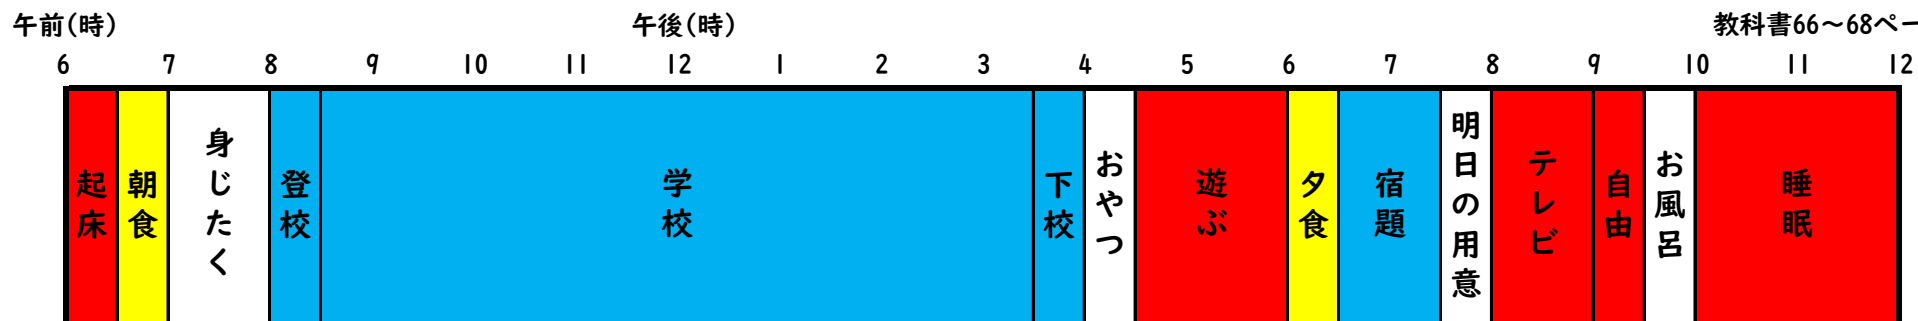 午前(時) 午後(時) 教科書66～68ペー
6 7 8 9 10 11 12 1 2 3 4 5 6 7 8 9 10 11 12
起床
朝食
身じたく
登校
学校
下校
おやつ
遊ぶ
夕食
宿題
明日の用意
テレビ
自由
お風呂
睡眠